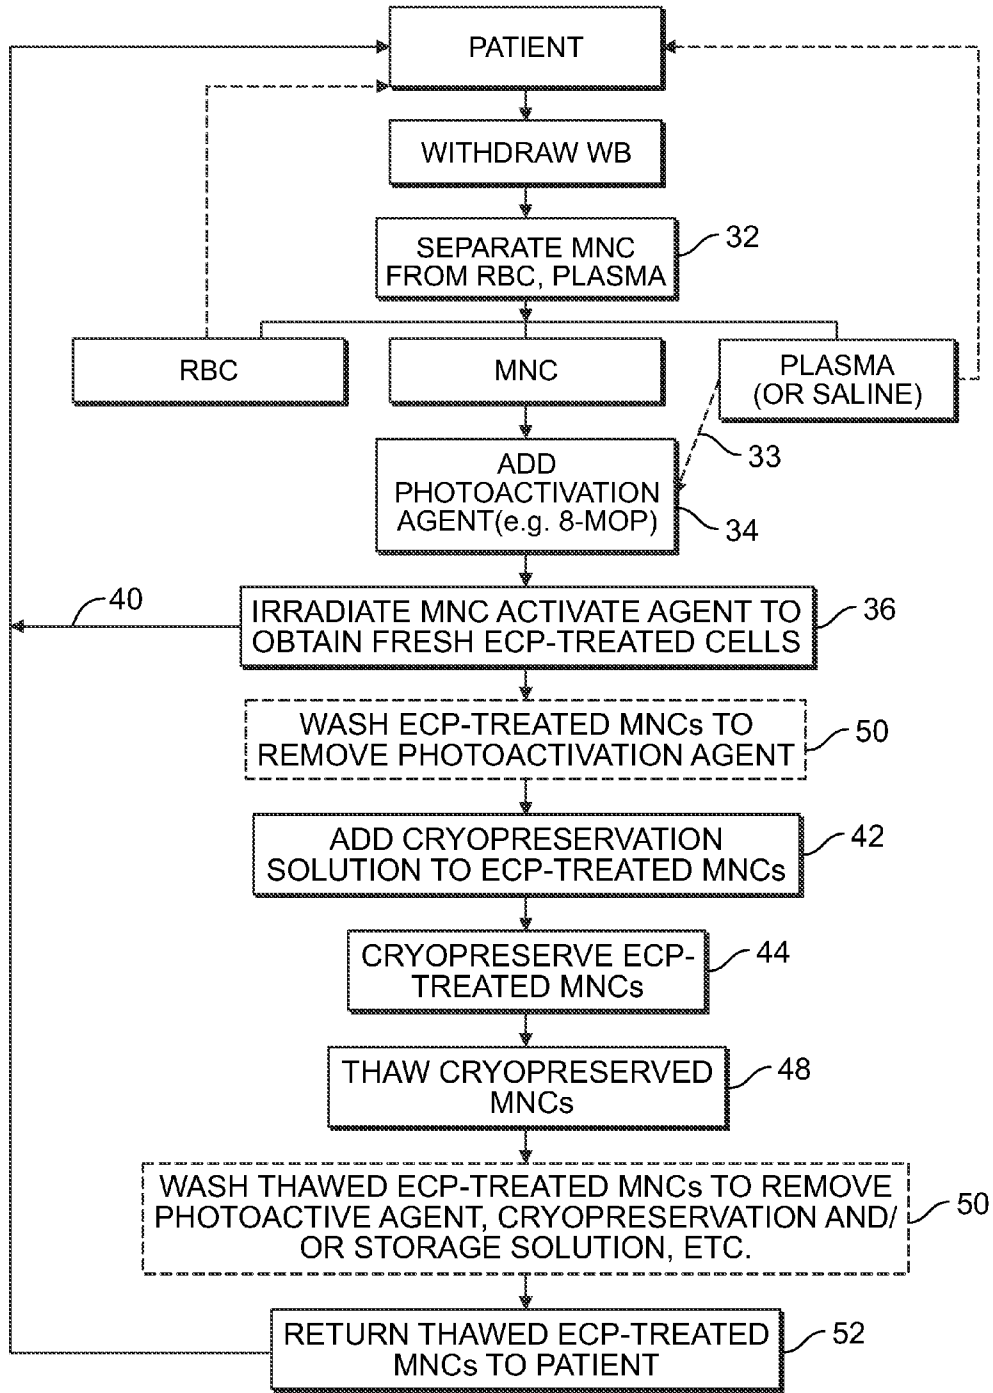 PATIENT
WITHDRAW WB
SEPARATE MNC
FROM RBC, PLASMA
32
RBC
MNC
PLASMA
(OR SALINE)
33
ADD
PHOTOACTIVATION
AGENT(e.g. 8-MOP)
34
40
IRRADIATE MNC ACTIVATE AGENT TO
OBTAIN FRESH ECP-TREATED CELLS
36
WASH ECP-TREATED MNCs TO
REMOVE PHOTOACTIVATION AGENT
50
ADD CRYOPRESERVATION
SOLUTION TO ECP-TREATED MNCs
42
CRYOPRESERVE ECP-
TREATED MNCs
44
THAW CRYOPRESERVED
MNCs
48
WASH THAWED ECP-TREATED MNCs TO REMOVE
PHOTOACTIVE AGENT, CRYOPRESERVATION AND/
OR STORAGE SOLUTION, ETC.
50
RETURN THAWED ECP-TREATED
MNCs TO PATIENT
52